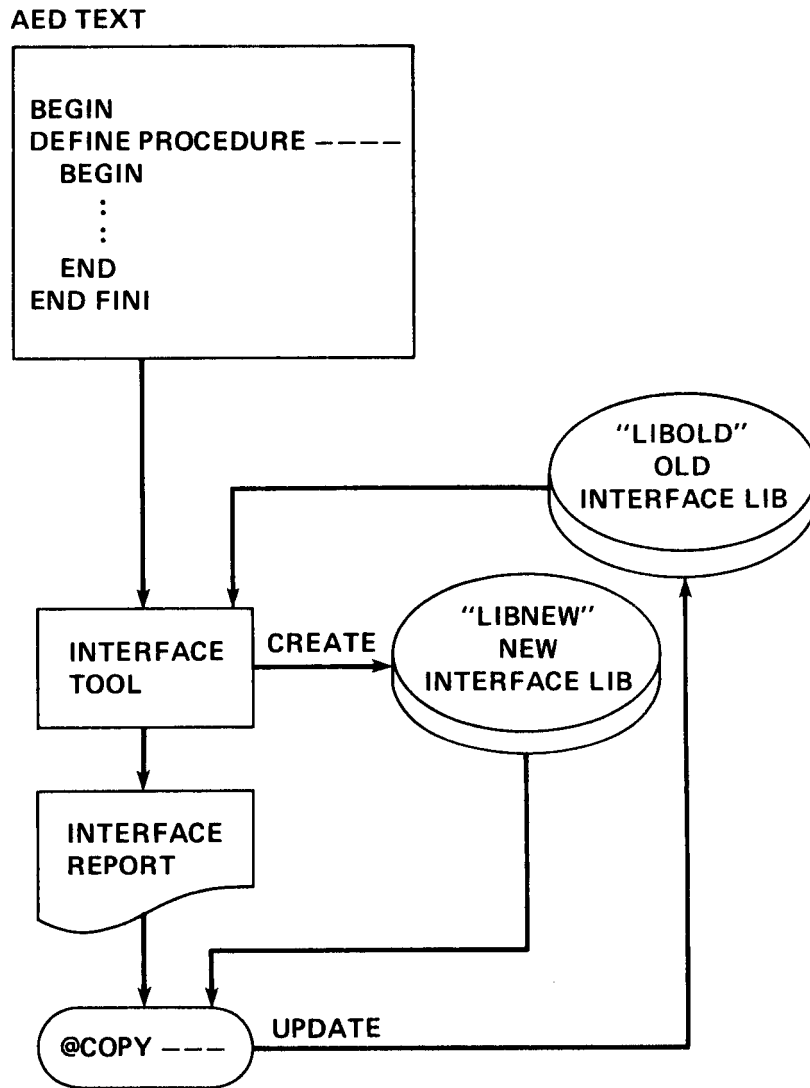 AED TEXT
BEGIN
DEFINE PROCEDURE ----
BEGIN
:
:
END
END FINI
"LIBOLD"
OLD
INTERFACE LIB
INTERFACE
TOOL
CREATE
"LIBNEW"
NEW
INTERFACE LIB
INTERFACE
REPORT
@COPY ---
UPDATE